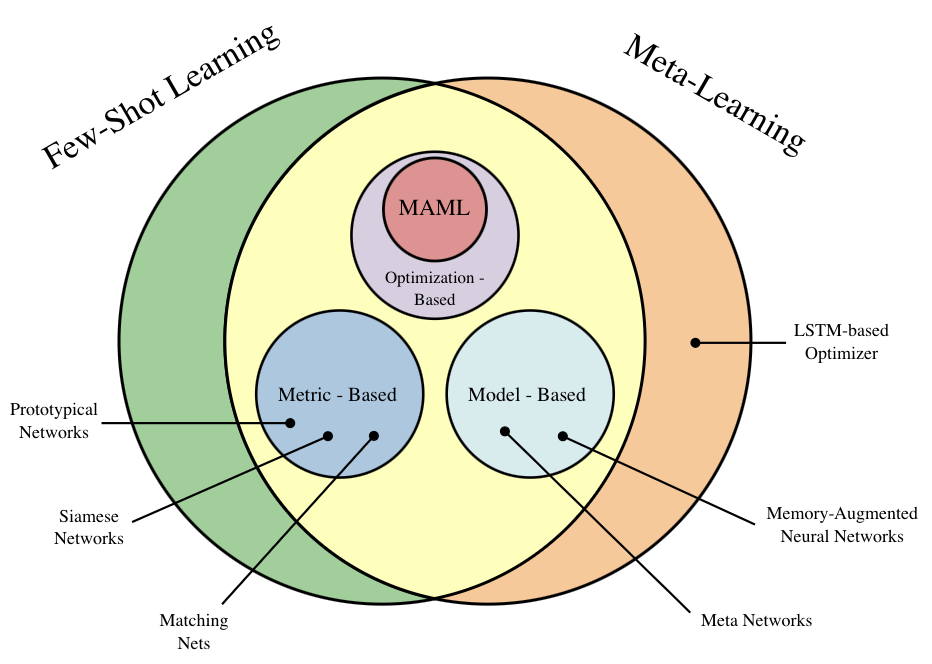 Few-Shot Learning
Meta-Learning
MAML
Optimization -
Based
LSTM-based
Optimizer
Metric - Based
Model - Based
Prototypical
Networks
Siamese
Networks
Memory-Augmented
Neural Networks
Matching
Nets
Meta Networks